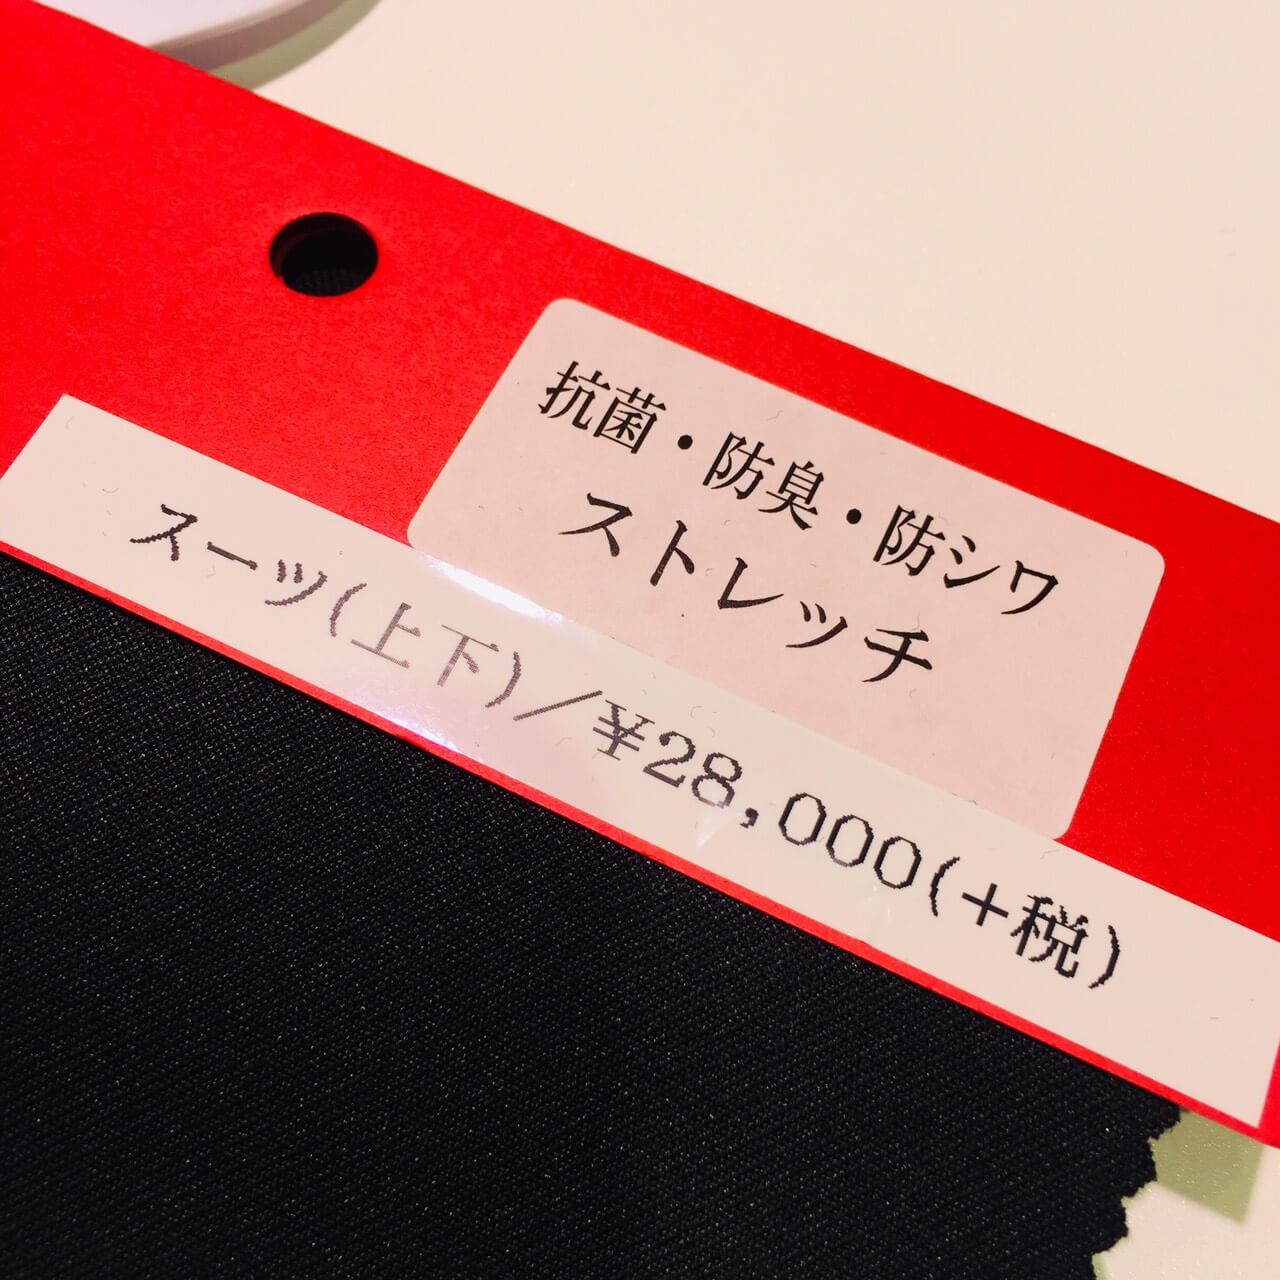 抗菌・防臭・防シワ
ストレッチ
スーツ(上下)/¥28,000(+税)